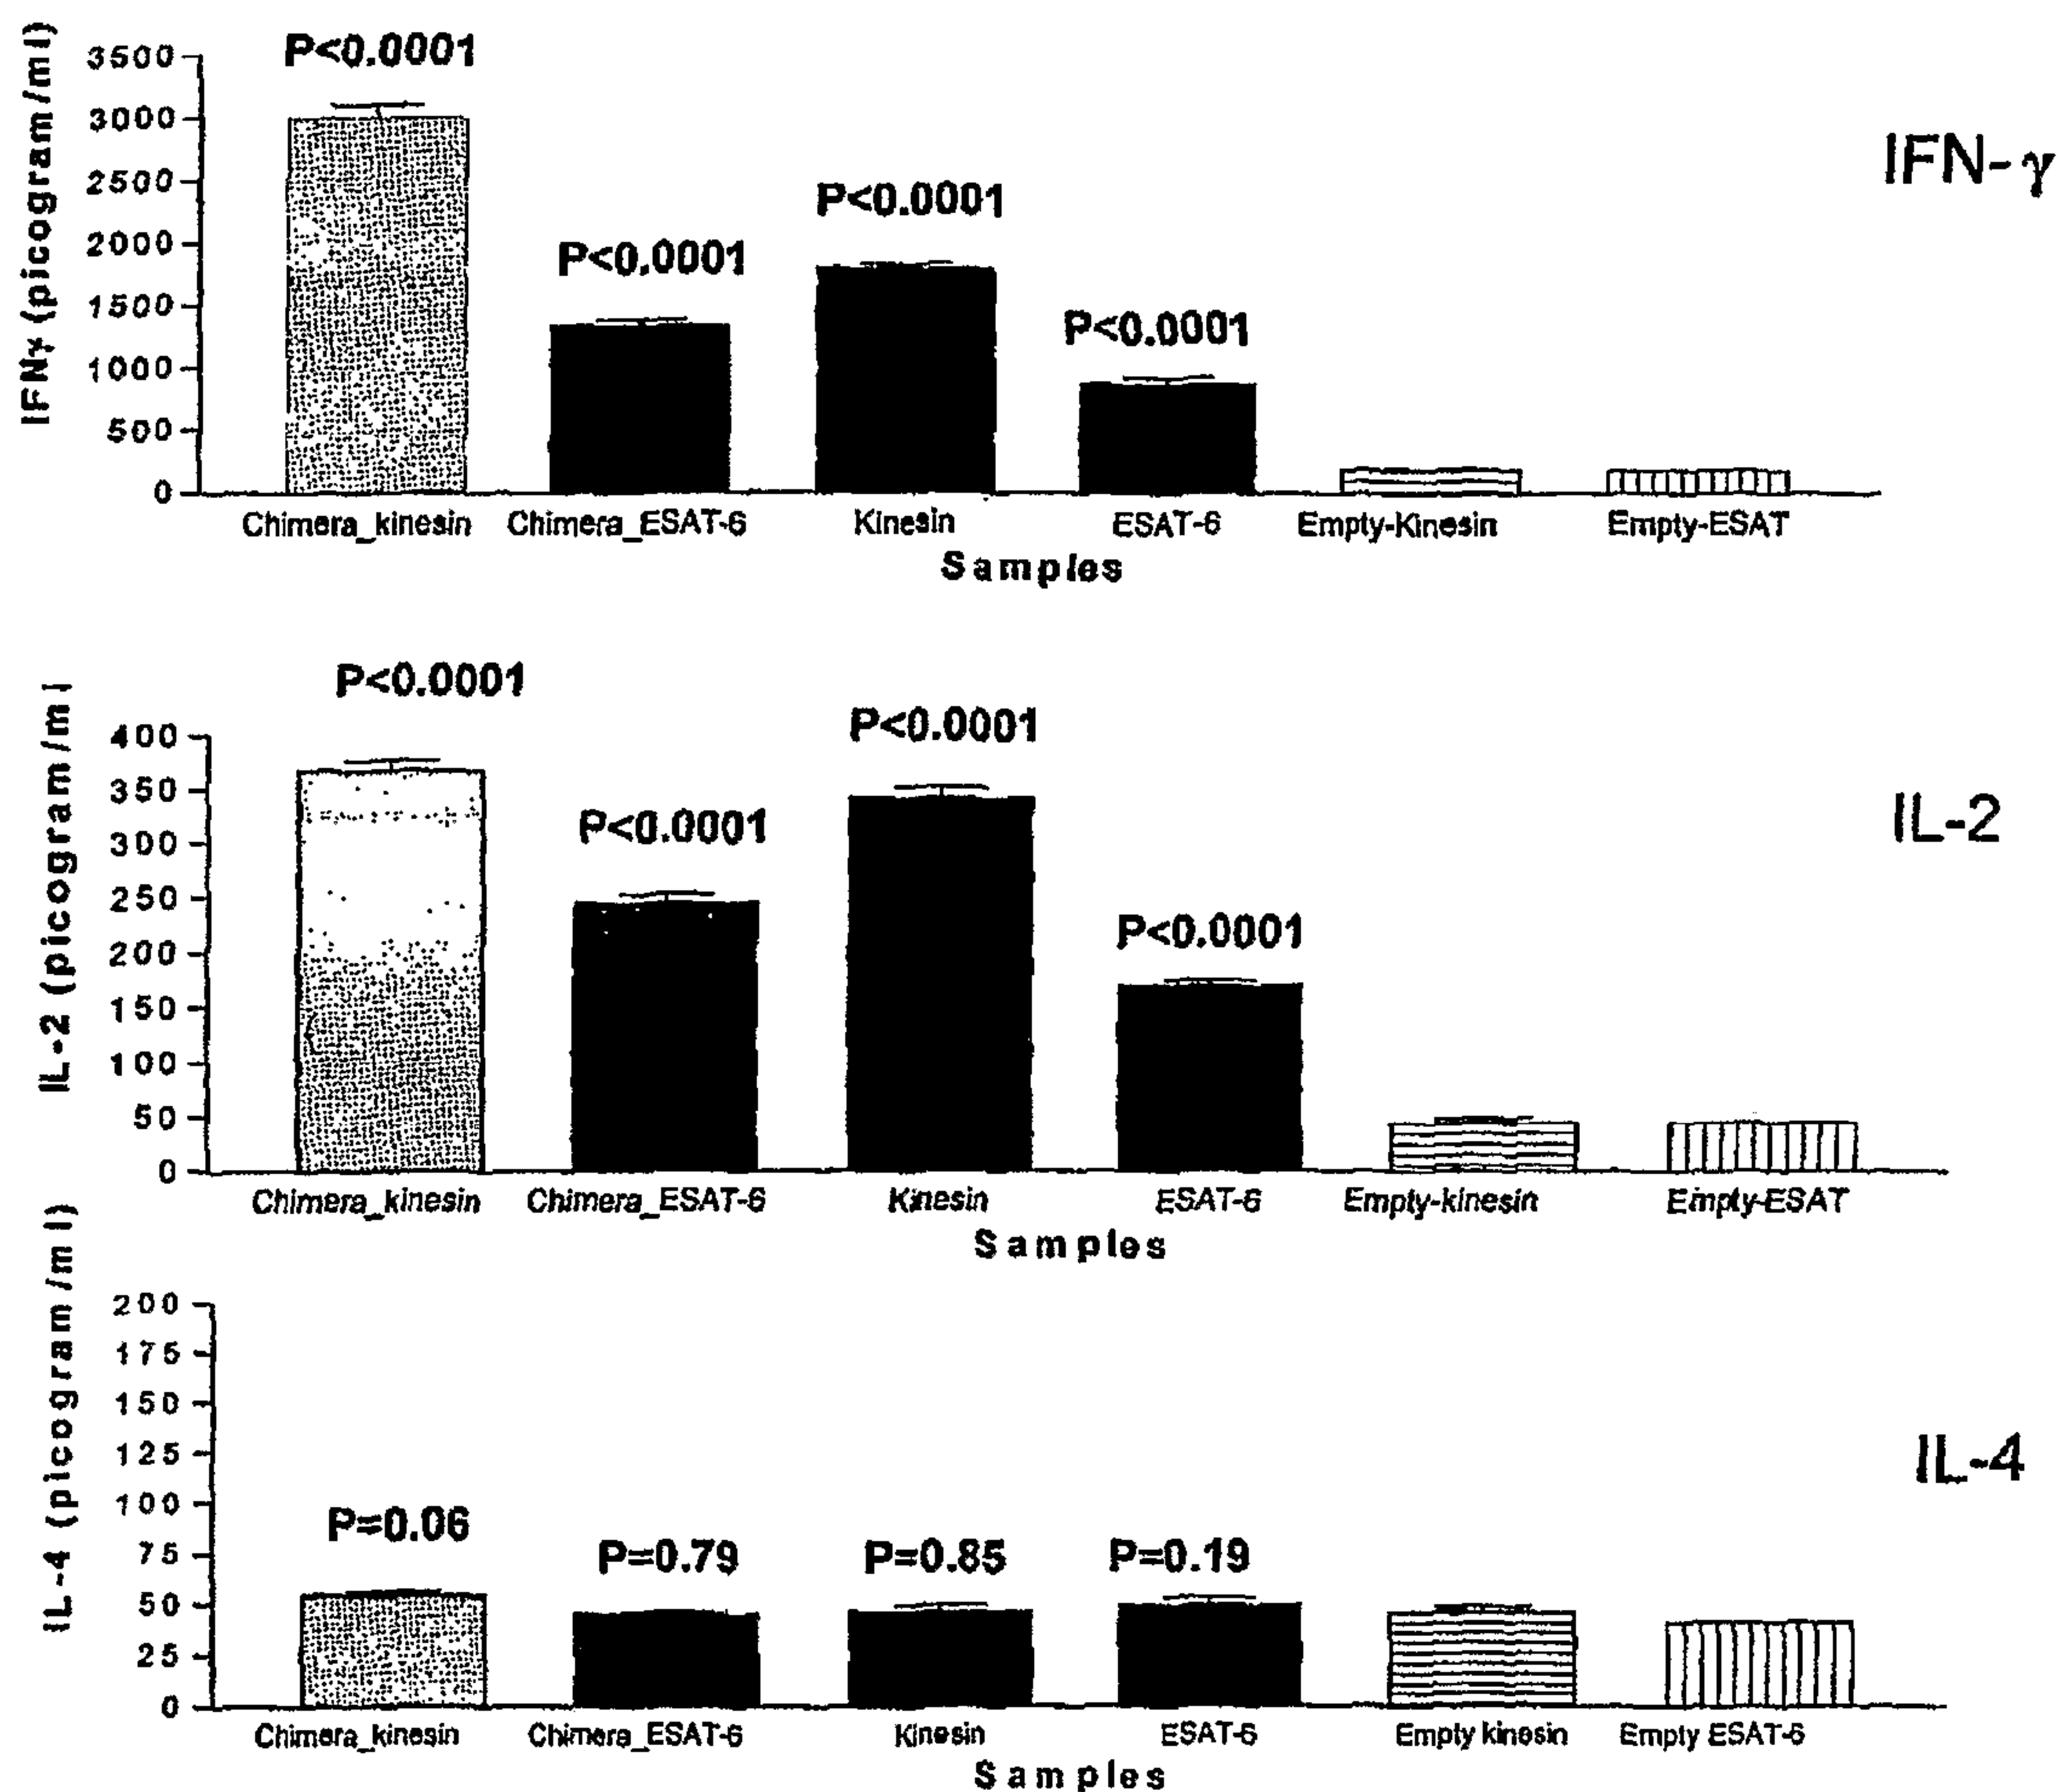 P<0.0001
P<0.0001
P<0.0001
P<0.0001
IFNγ (picogram/ml)
3500
3000
2500
2000
1500
1000
500
0
IFN-γ
Chimera_kinesin Chimera_ESAT-6 Kinesin ESAT-6 Empty-Kinesin Empty-ESAT
Samples
P<0.0001
P<0.0001
P<0.0001
P<0.0001
IL-2 (picogram/ml
400
350
300
250
200
150
100
50
0
IL-2
Chimera_kinesin Chimera_ESAT-6 Kinesin ESAT-6 Empty-kinesin Empty-ESAT
Samples
IL-4 (picogram/ml)
200
175
150
125
100
75
50
25
0
P=0.06
P=0.79
P=0.85
P=0.19
IL-4
Chimera_kinesin Chimera_ESAT-6 Kinesin ESAT-6 Empty kinesin Empty ESAT-6
Samples